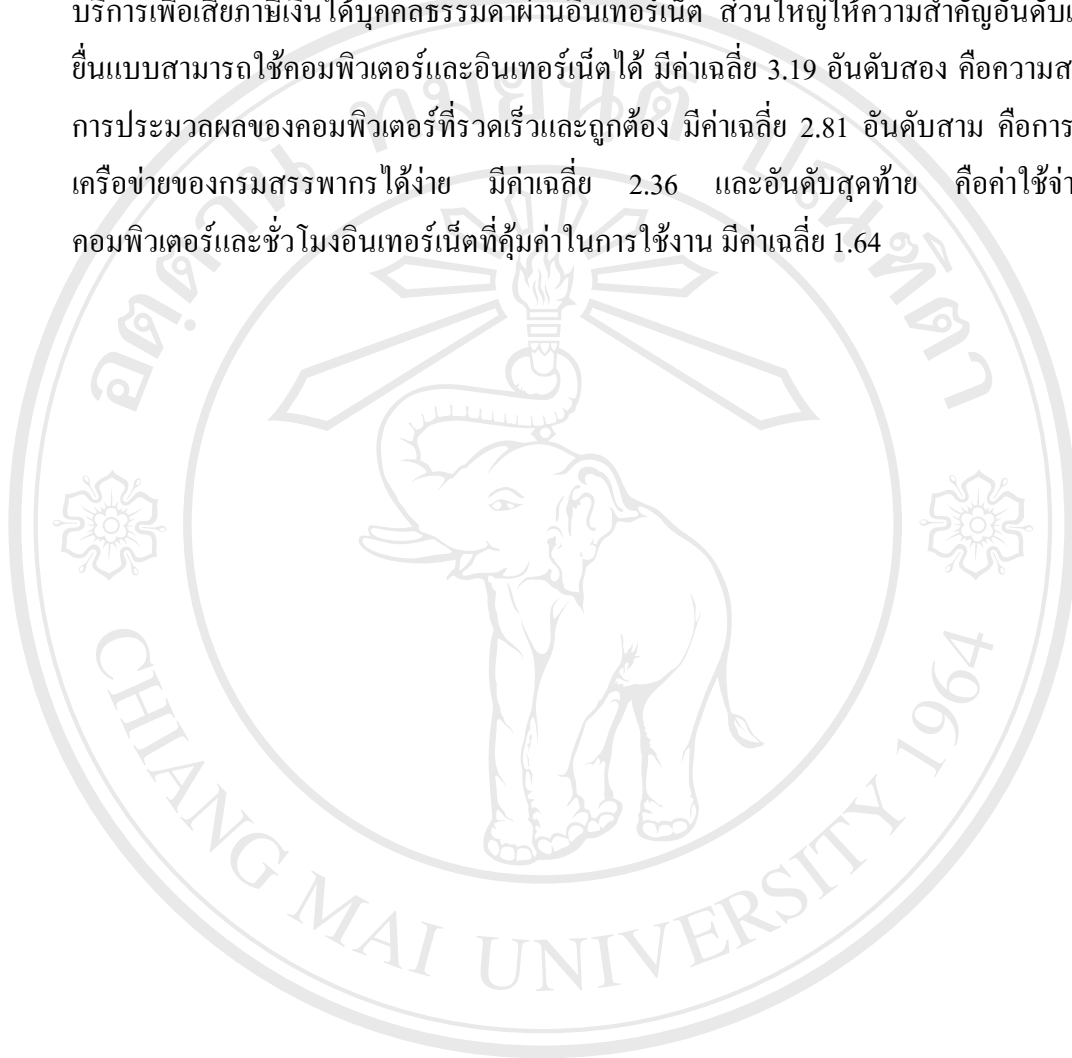 บริการเพื่อเสียภาษีเงินได้บุคคลธรรมดาผ่านอินเทอร์เน็ต ส่วนใหญ่ให้ความสำคัญอันดับ
ยื่นแบบสามารถใช้คอมพิวเตอร์และอินเทอร์เน็ตได้ มีค่าเฉลี่ย 3.19 อันดับสอง คือความส
การประมวลผลของคอมพิวเตอร์ที่รวดเร็วและถูกต้อง มีค่าเฉลี่ย 2.81 อันดับสาม คือการ
เครือข่ายของกรมสรรพากรได้ง่าย มีค่าเฉลี่ย 2.36 และอันดับสุดท้าย คือค่าใช้จ่า
คอมพิวเตอร์และชั่วโมงอินเทอร์เน็ตที่คุ้มค่าในการใช้งาน มีค่าเฉลี่ย 1.64
อตฺตานํ ทมยนฺติ ปณฺฑิตา
CHIANG MAI UNIVERSITY 1964